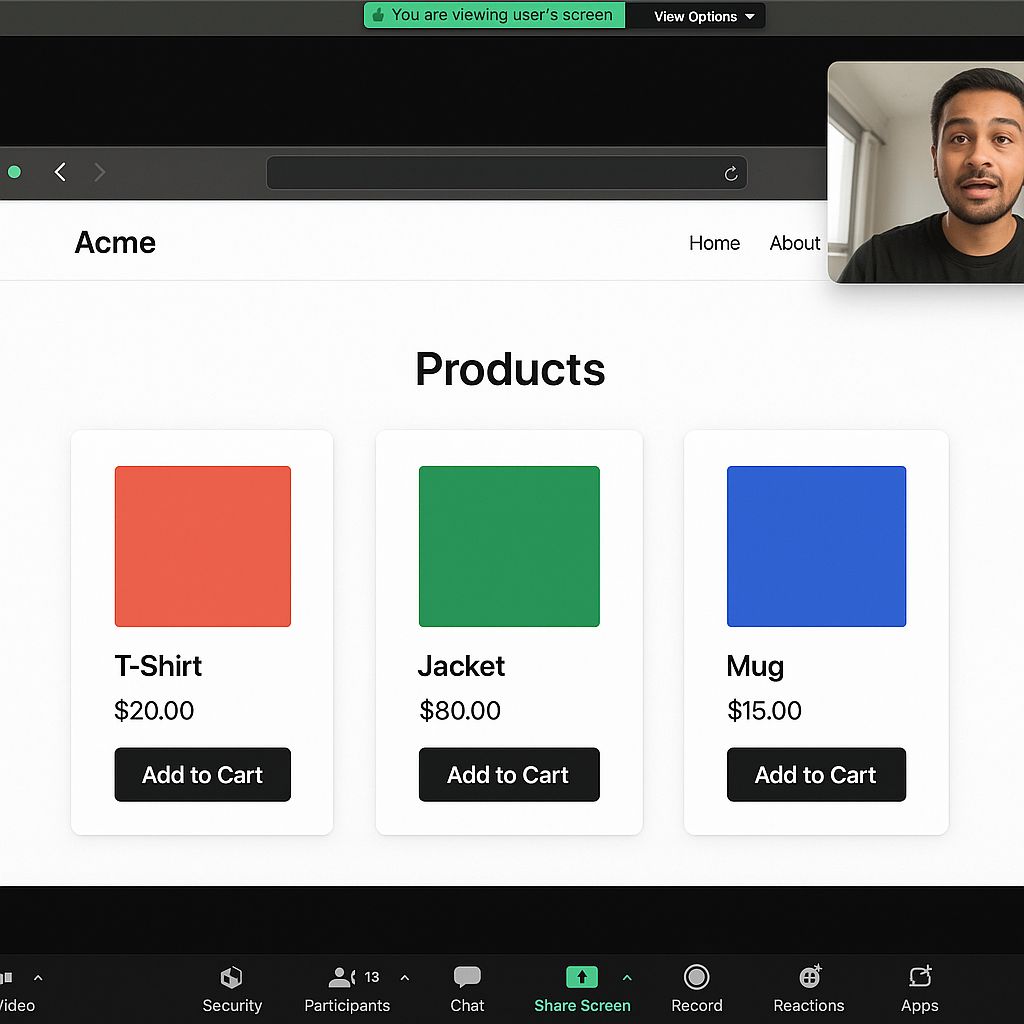 You are viewing user's screen View Options
Acme Home About
Products
T-Shirt Jacket Mug
$20.00 $80.00 $15.00
Add to Cart Add to Cart Add to Cart
13
Video Security Participants Chat Share Screen Record Reactions Apps